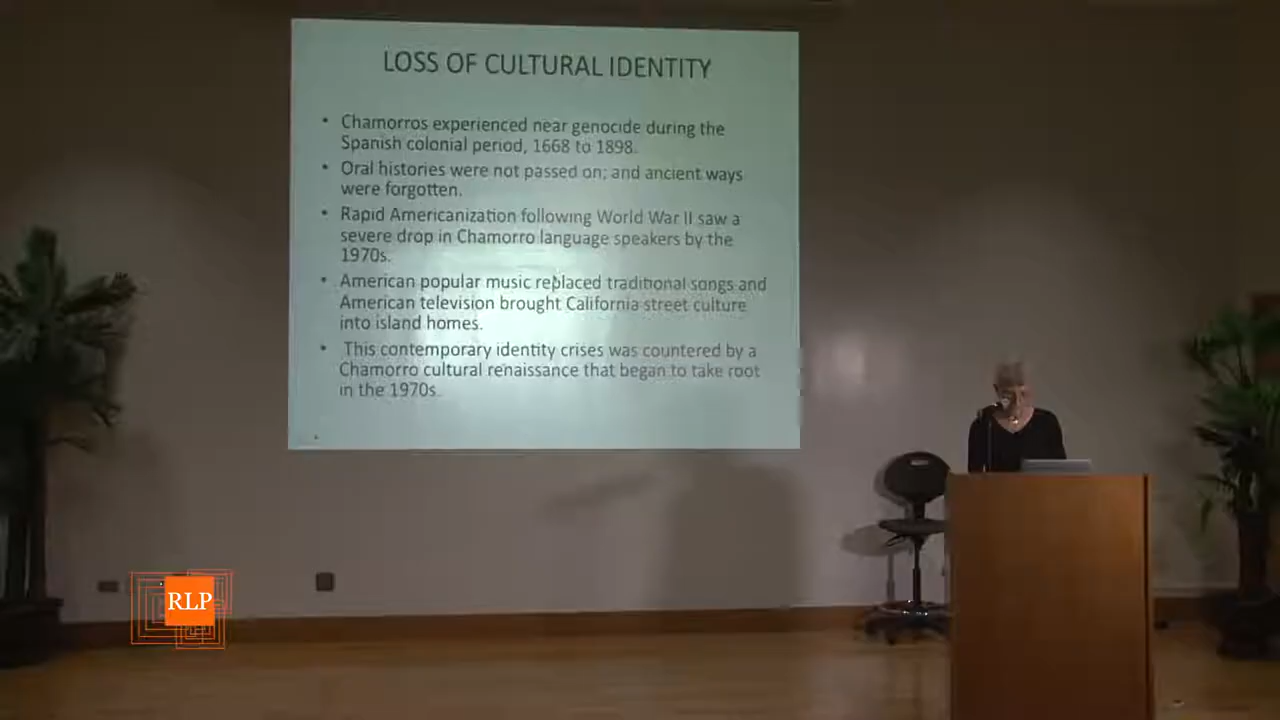 LOSS OF CULTURAL IDENTITY
• Chamorros experienced near genocide during the
Spanish colonial period, 1668 to 1898.
• Oral histories were not passed on; and ancient ways
were forgotten.
• Rapid Americanization following World War II saw a
severe drop in Chamorro language speakers by the
1970s.
• American popular music replaced traditional songs and
American television brought California street culture
into island homes.
• This contemporary identity crises was countered by a
Chamorro cultural renaissance that began to take root
in the 1970s.
RLP